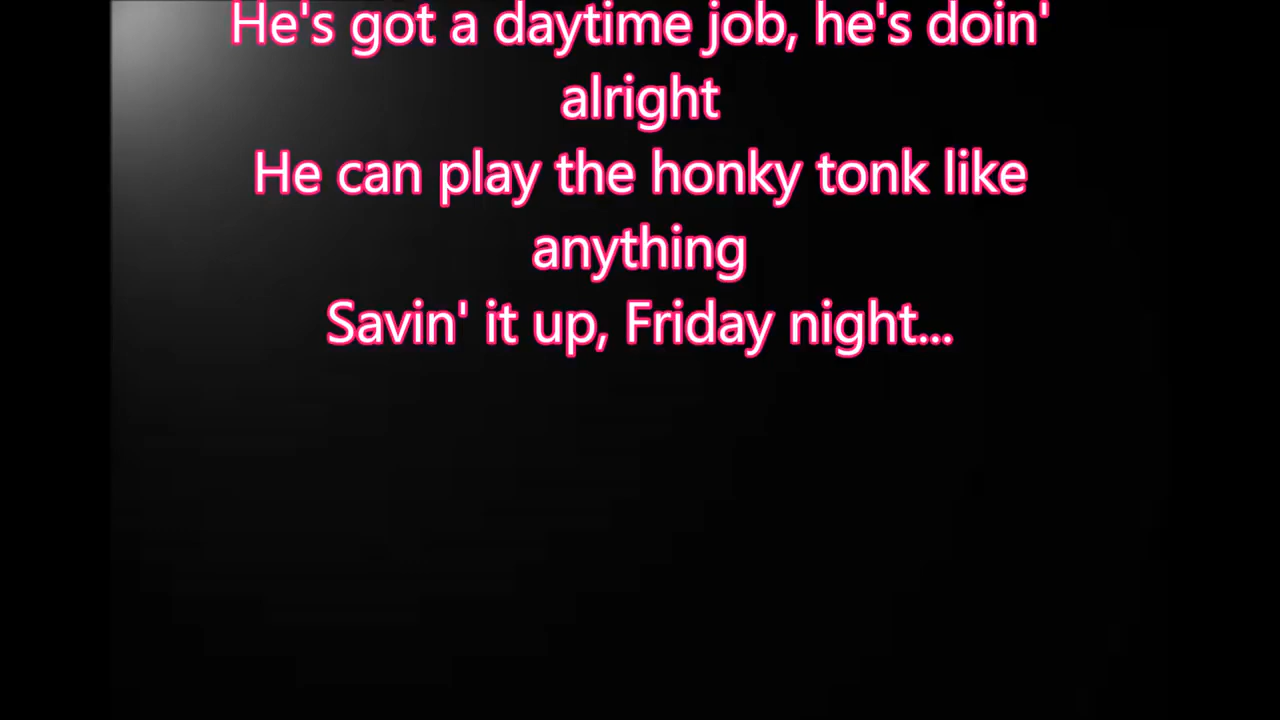 He's got a daytime job, he's doin'
alright
He can play the honky tonk like
anything
Savin' it up, Friday night...